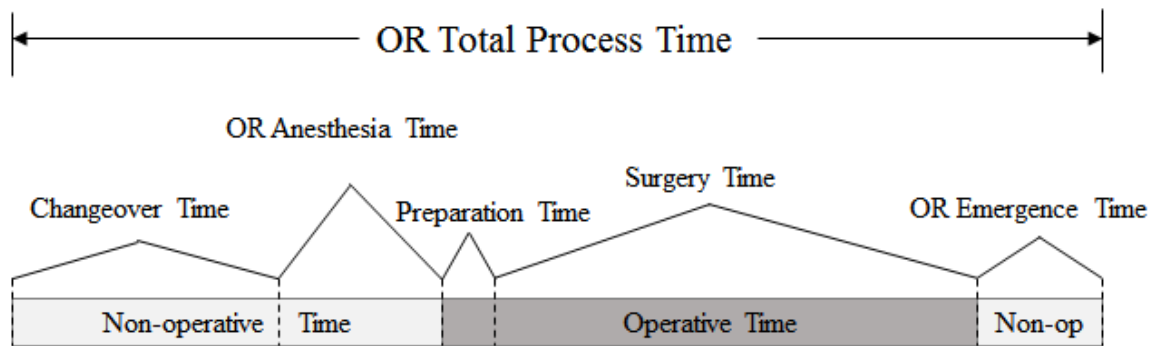 OR Total Process Time
OR Anesthesia Time
Surgery Time
Changeover Time
Preparation Time
OR Emergence Time
Non-operative Time
Operative Time
Non-op